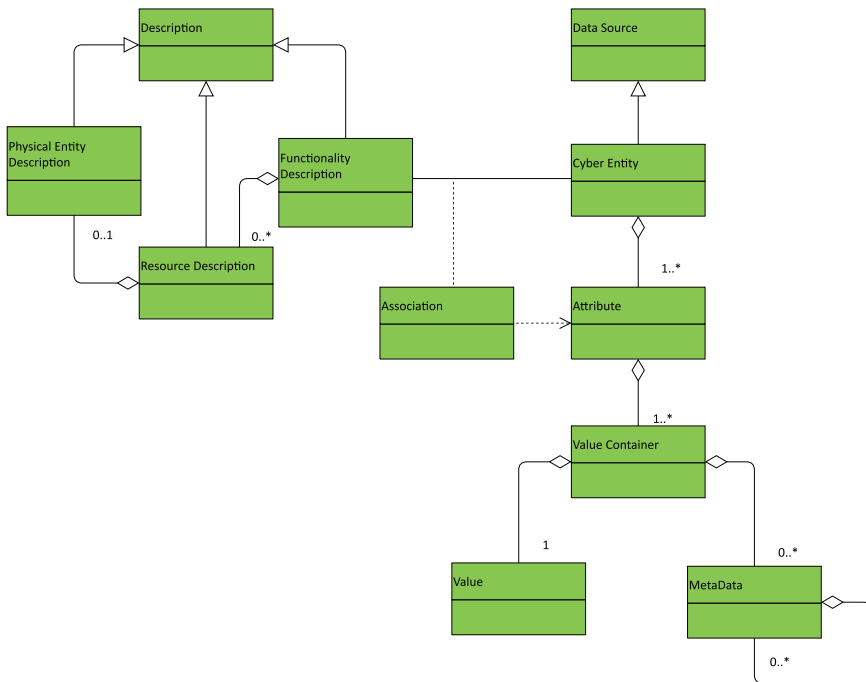 Description
Data Source
Physical Entity
Description
Functionality
Description
Cyber Entity
0..1
0..*
Resource Description
1..*
Association
Attribute
1..*
Value Container
1
0..*
Value
MetaData
0..*